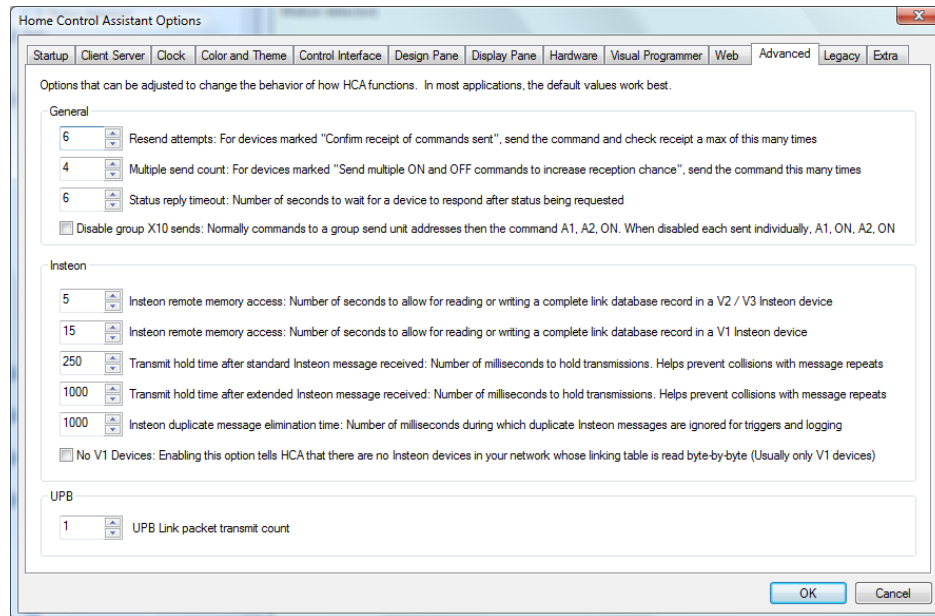 Motion detected
Home Control Assistant Options
Startup Client Server Clock Color and Theme Control Interface Design Pane Display Pane Hardware Visual Programmer Web Advanced Legacy Extra
Options that can be adjusted to change the behavior of how HCA functions. In most applications, the default values work best.
General
6 Resend attempts: For devices marked "Confirm receipt of commands sent", send the command and check receipt a max of this many times
4 Multiple send count: For devices marked "Send multiple ON and OFF commands to increase reception chance", send the command this many times
6 Status reply timeout: Number of seconds to wait for a device to respond after status being requested
Disable group X10 sends: Normally commands to a group send unit addresses then the command A1, A2, ON. When disabled each sent individually, A1, ON, A2, ON
Insteon
5 Insteon remote memory access: Number of seconds to allow for reading or writing a complete link database record in a V2 / V3 Insteon device
15 Insteon remote memory access: Number of seconds to allow for reading or writing a complete link database record in a V1 Insteon device
250 Transmit hold time after standard Insteon message received: Number of milliseconds to hold transmissions. Helps prevent collisions with message repeats
1000 Transmit hold time after extended Insteon message received: Number of milliseconds to hold transmissions. Helps prevent collisions with message repeats
1000 Insteon duplicate message elimination time: Number of milliseconds during which duplicate Insteon messages are ignored for triggers and logging
No V1 Devices: Enabling this option tells HCA that there are no Insteon devices in your network whose linking table is read byte-by-byte (Usually only V1 devices)
UPB
1 UPB Link packet transmit count
OK Cancel